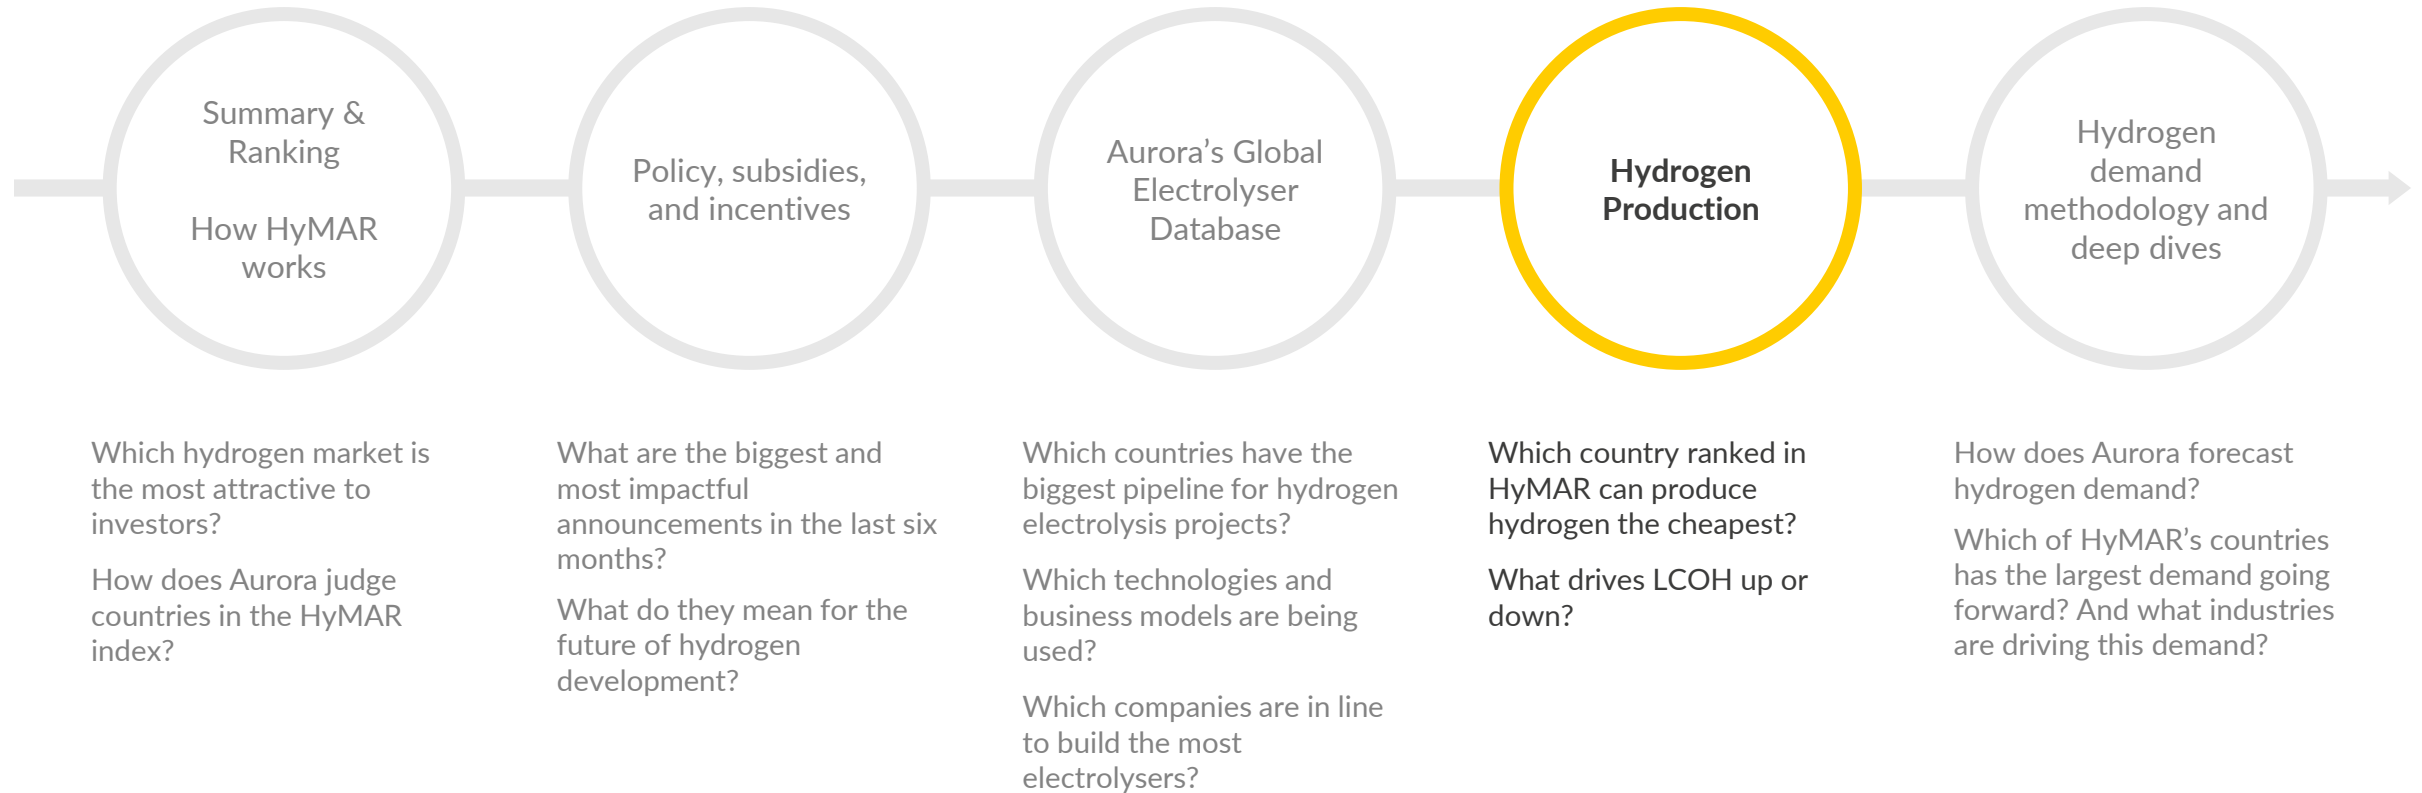 Summary &
Ranking
How HyMAR
works
Policy, subsidies,
and incentives
Aurora’s Global
Electrolyser
Database
Hydrogen
Production
Hydrogen
demand
methodology and
deep dives
Which hydrogen market is
the most attractive to
investors?
How does Aurora judge
countries in the HyMAR
index?
What are the biggest and
most impactful
announcements in the last six
months?
What do they mean for the
future of hydrogen
development?
Which countries have the
biggest pipeline for hydrogen
electrolysis projects?
Which technologies and
business models are being
used?
Which companies are in line
to build the most
electrolysers?
Which country ranked in
HyMAR can produce
hydrogen the cheapest?
What drives LCOH up or
down?
How does Aurora forecast
hydrogen demand?
Which of HyMAR’s countries
has the largest demand going
forward? And what industries
are driving this demand?